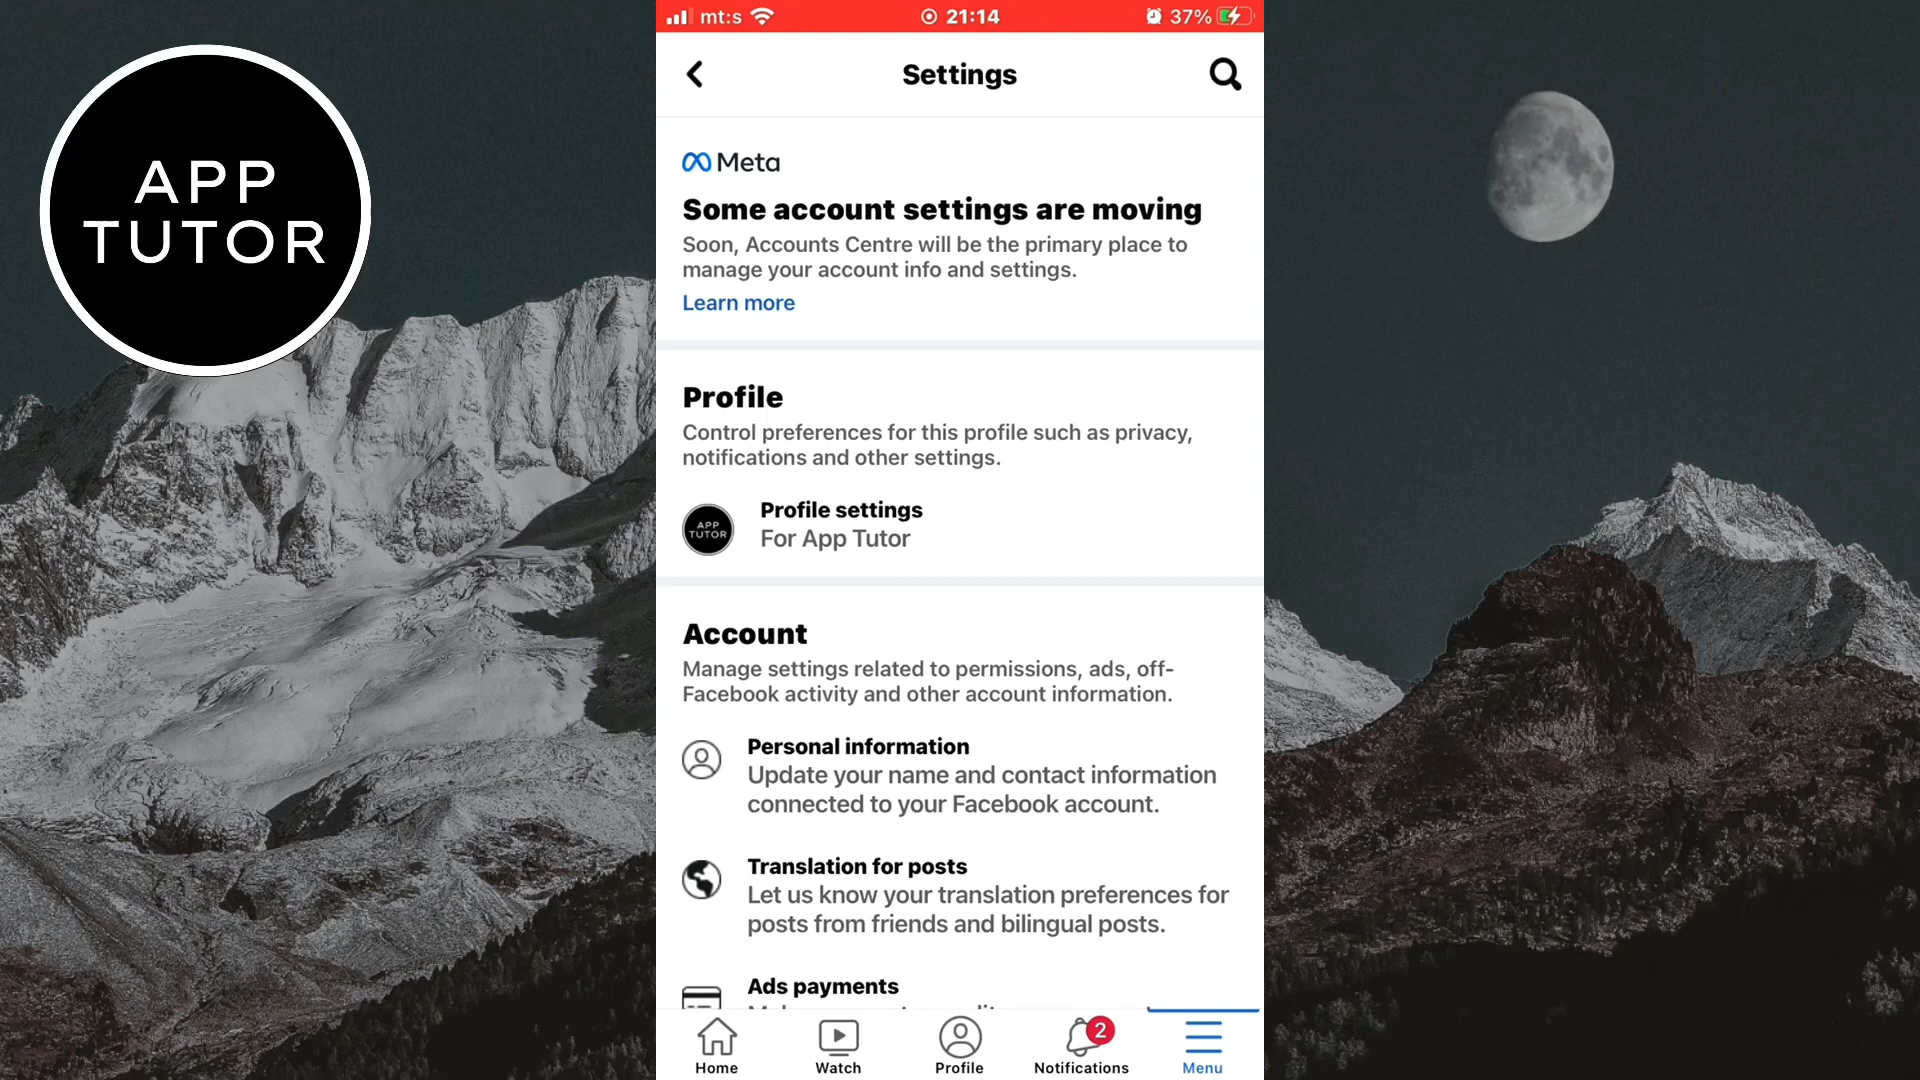 APP
TUTOR
mt:s 21:14 37%
Settings
Meta
Some account settings are moving
Soon, Accounts Centre will be the primary place to
manage your account info and settings.
Learn more
Profile
Control preferences for this profile such as privacy,
notifications and other settings.
APP
TUTOR
Profile settings
For App Tutor
Account
Manage settings related to permissions, ads, off-
Facebook activity and other account information.
Personal information
Update your name and contact information
connected to your Facebook account.
Translation for posts
Let us know your translation preferences for
posts from friends and bilingual posts.
Ads payments
2
Home Watch Profile Notifications Menu